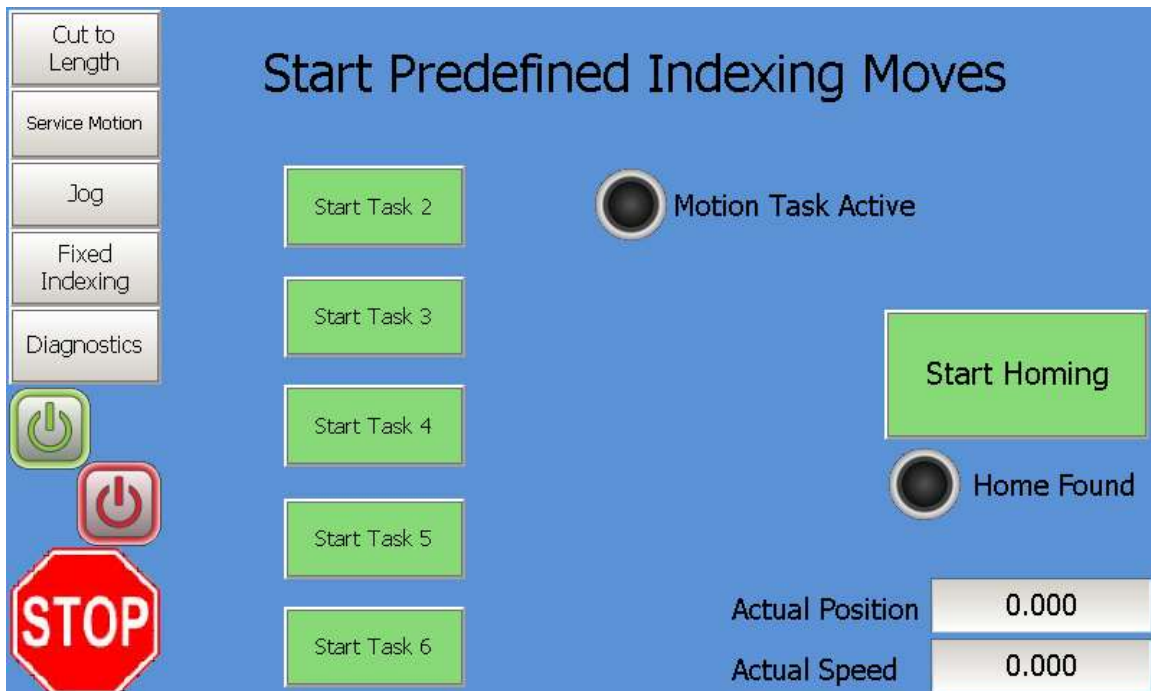 Cut to
Length
Service Motion
Jog
Fixed
Indexing
Diagnostics
STOP
Start Predefined Indexing Moves
Start Task 2
Motion Task Active
Start Task 3
Start Task 4
Start Task 5
Start Task 6
Start Homing
Home Found
Actual Position 0.000
Actual Speed 0.000